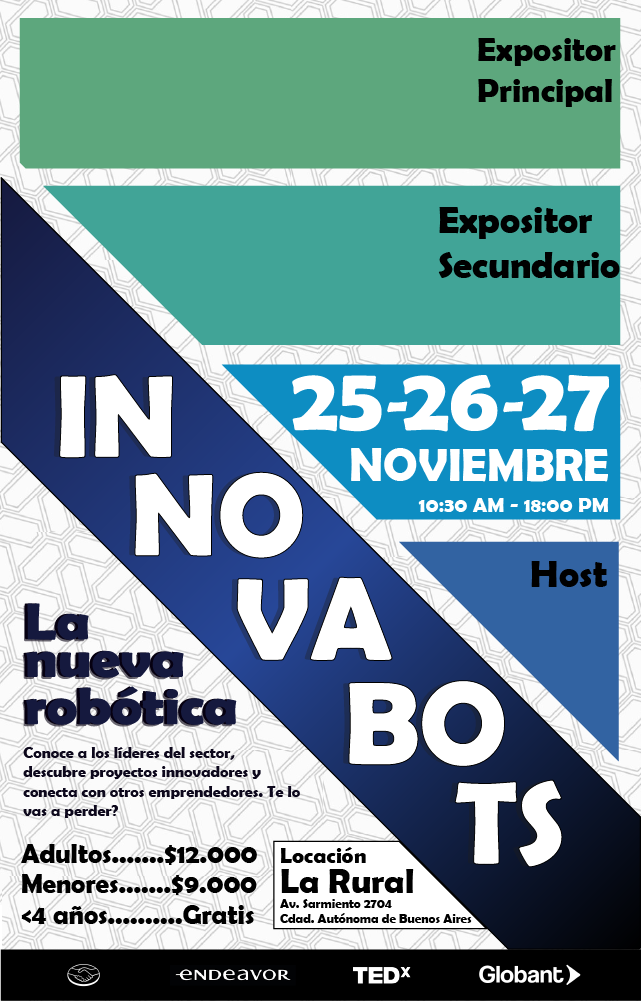 Expositor
Principal
Expositor
Secundario
25-26-27
NOVIEMBRE
10:30 AM - 18:00 PM
Host
IN
NO
VA
BO
TS
La
nueva
robótica
Conoce a los líderes del sector,
descubre proyectos innovadores y
conecta con otros emprendedores. Te lo
vas a perder?
Adultos.......$12.000
Menores.......$9.000
<4 años..........Gratis
Locación
La Rural
Av. Sarmiento 2704
Cdad. Autónoma de Buenos Aires
ENDEAVOR
TEDx
Globant